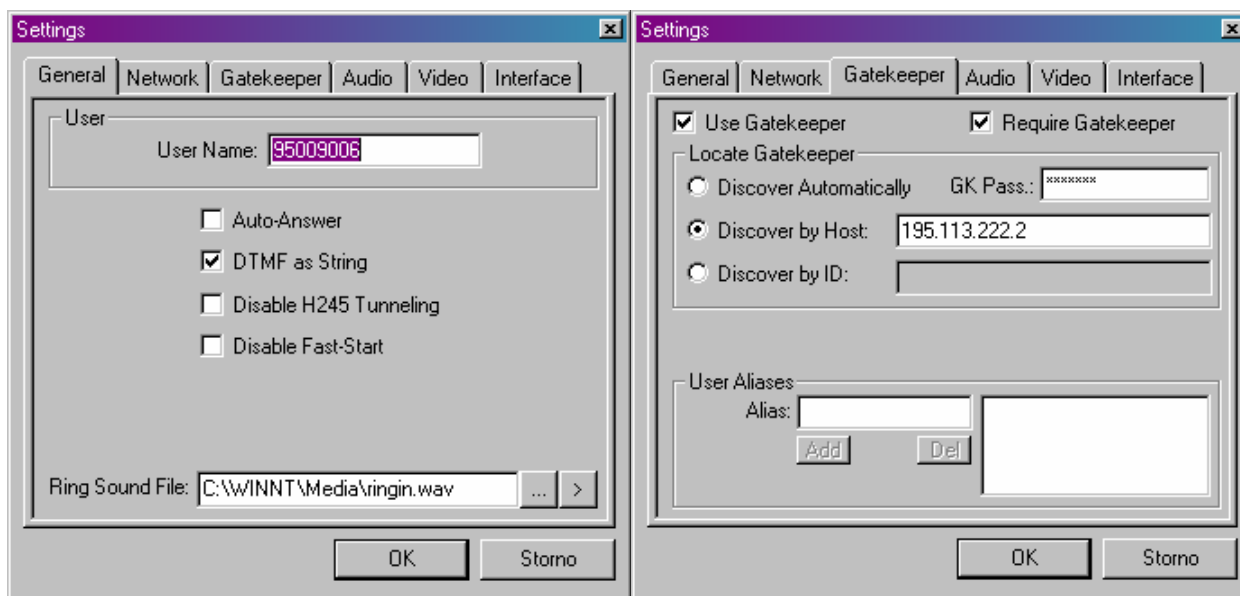 Settings
General Network Gatekeeper Audio Video Interface
User
User Name: 95009006
Auto-Answer
DTMF as String
Disable H245 Tunneling
Disable Fast-Start
Ring Sound File: C:\WINNT\Media\ringin.wav ... >
OK Storno
Settings
General Network Gatekeeper Audio Video Interface
Use Gatekeeper Require Gatekeeper
Locate Gatekeeper
Discover Automatically GK Pass.: *******
Discover by Host: 195.113.222.2
Discover by ID:
User Aliases
Alias:
Add Del
OK Storno